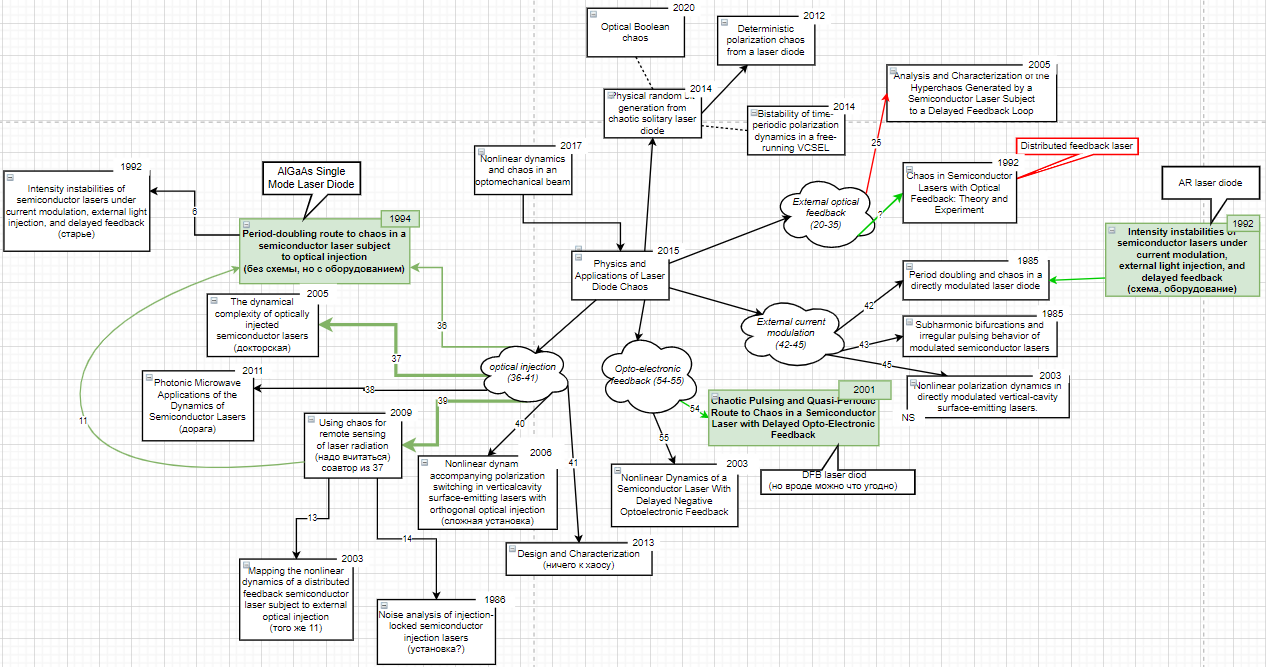 2020
Optical Boolean
chaos
2012
Deterministic
polarization chaos
from a laser diode
2014
Physical random
generation from
chaotic solitary laser
diode
2014
Bistability of time-
periodic polarization
dynamics in a free-
running VCSEL
2005
Analysis and Characterization of the
Hyperchaos Generated by a
Semiconductor Laser Subject
to a Delayed Feedback Loop
25
Distributed feedback laser
1992
Chaos in Semiconductor
Lasers with Optical
Feedback: Theory and
Experiment
?
AR laser diode
1992
Intensity instabilities of
semiconductor lasers under
current modulation,
external light injection, and
delayed feedback
(схема, оборудование)
2017
Nonlinear dynamics
and chaos in an
optomechanical beam
External optical
feedback
(20-35)
1992
Intensity instabilities of
semiconductor lasers under
current modulation, external light
injection, and delayed feedback
(старье)
6
AlGaAs Single
Mode Laser Diode
1994
Period-doubling route to chaos in a
semiconductor laser subject
to optical injection
(без схемы, но с оборудованием)
2015
Physics and
Applications of Laser
Diode Chaos
1985
Period doubling and chaos in a
directly modulated laser diode
42
External current
modulation
(42-45)
43
1985
Subharmonic bifurcations and
irregular pulsing behavior of
modulated semiconductor lasers
45
2003
Nonlinear polarization dynamics in
directly modulated vertical-cavity
surface-emitting lasers.
NS
2005
The dynamical
complexity of optically
injected
semiconductor lasers
(докторская)
36
37
optical injection
(36-41)
Opto-electronic
feedback (54-55)
2011
Photonic Microwave
Applications of the
Dynamics of
Semiconductor Lasers
(дорага)
38
39
11
2009
Using chaos for
remote sensing
of laser radiation
(надо вчитаться)
соавтор из 37
40
41
54
55
2001
Chaotic Pulsing and Quasi-Periodic
Route to Chaos in a Semiconductor
Laser with Delayed Opto-Electronic
Feedback
DFB laser diod
(но вроде можно что угодно)
2006
Nonlinear dynam
accompanying polarization
switching in verticalcavity
surface-emitting lasers with
orthogonal optical injection
(сложная установка)
2003
Nonlinear Dynamics of a
Semiconductor Laser With
Delayed Negative
Optoelectronic Feedback
13
14
2013
Design and Characterization
(ничего к хаосу)
2003
Mapping the nonlinear
dynamics of a distributed
feedback semiconductor
laser subject to external
optical injection
(того же 11)
1986
Noise analysis of injection-
locked semiconductor
injection lasers
(установка?)